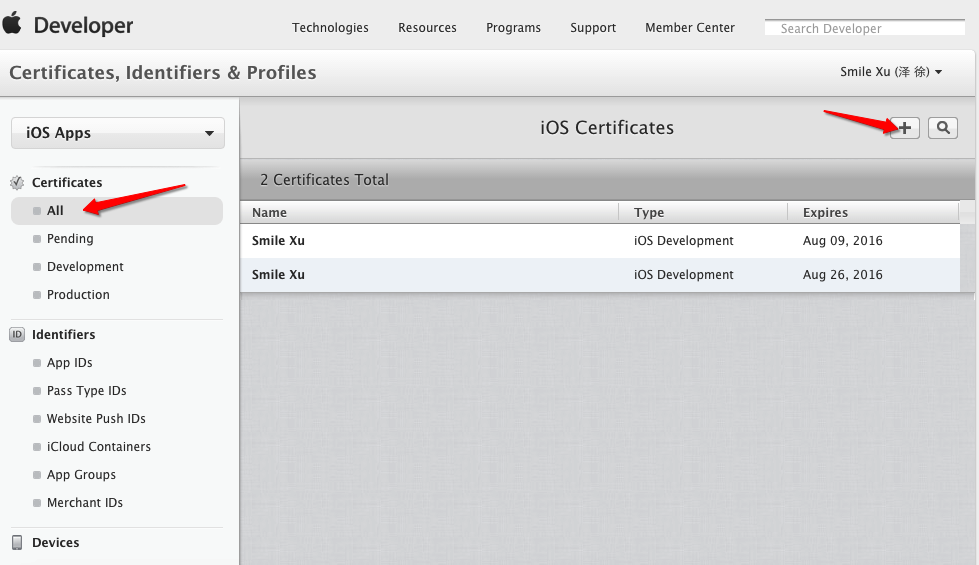 Developer
Technologies Resources Programs Support Member Center Search Developer
Certificates, Identifiers & Profiles
Smile Xu (泽 徐)
iOS Apps
iOS Certificates
Certificates
All
Pending
Development
Production
ID Identifiers
App IDs
Pass Type IDs
Website Push IDs
iCloud Containers
App Groups
Merchant IDs
Devices
2 Certificates Total
Name Type Expires
Smile Xu iOS Development Aug 09, 2016
Smile Xu iOS Development Aug 26, 2016